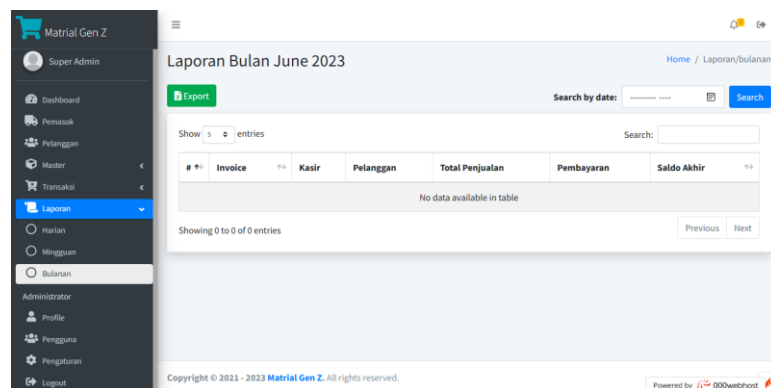 Matrial Gen Z
Super Admin
Dashboard
Pemasok
Pelanggan
Master
Transaksi
Laporan
Harian
Mingguan
Bulanan
Administrator
Profile
Pengguna
Pengaturan
Logout
Laporan Bulan June 2023
Home / Laporan/bulanan
Export
Search by date: --------- ---- Search
Show 5 entries
Search:
# Invoice Kasir Pelanggan Total Penjualan Pembayaran Saldo Akhir
No data available in table
Showing 0 to 0 of 0 entries
Previous Next
Copyright © 2021 - 2023 Matrial Gen Z. All rights reserved.
Powered by 000webhost